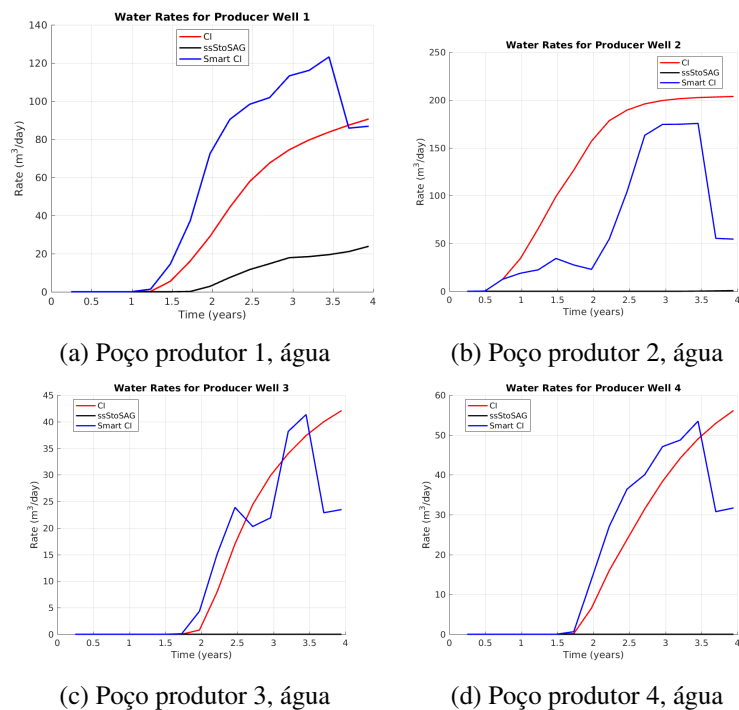 Water Rates for Producer Well 1
140
120
100
80
60
40
20
0
Rate (m³/day)
CI
ssStoSAG
Smart CI
0 0.5 1 1.5 2 2.5 3 3.5 4
Time (years)
(a) Poço produtor 1, água
Water Rates for Producer Well 2
250
200
150
100
50
0
Rate (m³/day)
CI
ssStoSAG
Smart CI
0 0.5 1 1.5 2 2.5 3 3.5 4
Time (years)
(b) Poço produtor 2, água
Water Rates for Producer Well 3
45
40
35
30
25
20
15
10
5
0
Rate (m³/day)
CI
ssStoSAG
Smart CI
0 0.5 1 1.5 2 2.5 3 3.5 4
Time (years)
(c) Poço produtor 3, água
Water Rates for Producer Well 4
60
50
40
30
20
10
0
Rate (m³/day)
CI
ssStoSAG
Smart CI
0 0.5 1 1.5 2 2.5 3 3.5 4
Time (years)
(d) Poço produtor 4, água